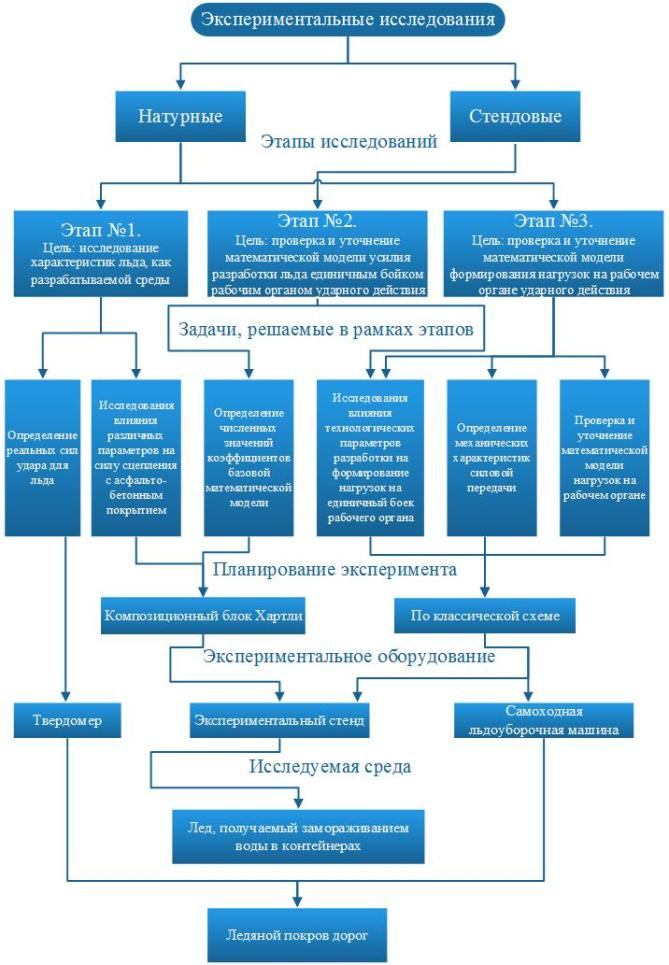 Экспериментальные исследования
Натурные
Стендовые
Этапы исследований
Этап №1.
Цель: исследование
характеристик льда, как
разрабатываемой среды
Этап №2.
Цель: проверка и уточнение
математической модели усилия
разработки льда единичным бойком
рабочим органом ударного действия
Этап №3.
Цель: проверка и уточнение
математической модели
формирования нагрузок на рабочем
органе ударного действия
Задачи, решаемые в рамках этапов
Определение
реальных сил
удара для
льда
Исследования
влияния
различных
параметров на
силу сцепления
с асфальто-
бетонным
покрытием
Определение
численных
значений
коэффициентов
базовой
математической
модели
Исследования
влияния
технологических
параметров
разработки на
формирование
нагрузок на
единичный боек
рабочего органа
Определение
механических
характеристик
силовой
передачи
Проверка и
уточнение
математической
модели
нагрузок на
рабочем органе
Планирование эксперимента
Композиционный блок Хартли
По классической схеме
Экспериментальное оборудование
Твердомер
Экспериментальный стенд
Самоходная
льдоуборочная машина
Исследуемая среда
Лед, получаемый замораживанием
воды в контейнерах
Ледяной покров дорог